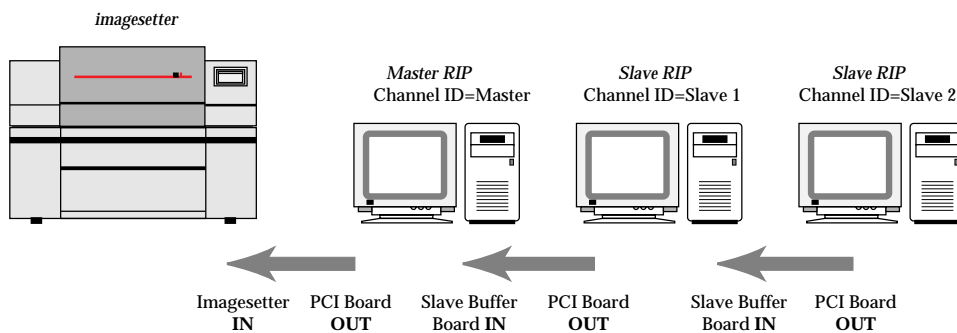 imagesetter
Master RIP
Channel ID=Master
Slave RIP
Channel ID=Slave 1
Slave RIP
Channel ID=Slave 2
Imagesetter
IN
PCI Board
OUT
Slave Buffer
Board IN
PCI Board
OUT
Slave Buffer
Board IN
PCI Board
OUT